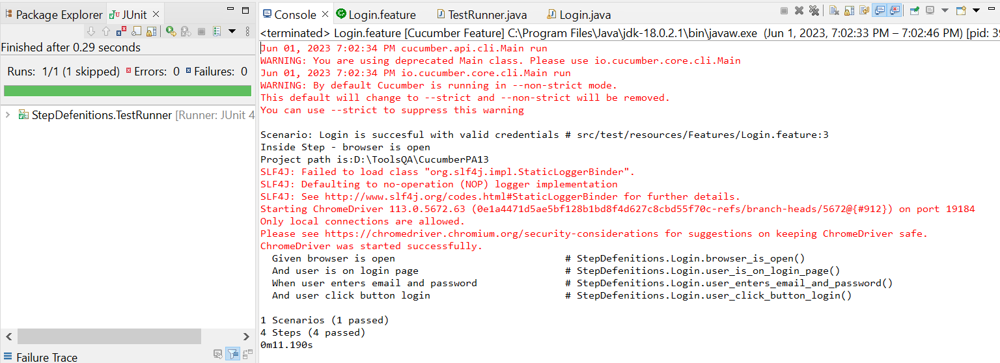 Package Explorer JUnit
Finished after 0.29 seconds
Runs: 1/1 (1 skipped) Errors: 0 Failures: 0
StepDefenitions.TestRunner [Runner: JUnit 4
Failure Trace
Console Login.feature TestRunner.java Login.java
<terminated> Login.feature [Cucumber Feature] C:\Program Files\Java\jdk-18.0.2.1\bin\javaw.exe (Jun 1, 2023, 7:02:33 PM – 7:02:46 PM) [pid: 39
Jun 01, 2023 7:02:34 PM cucumber.api.cli.Main run
WARNING: You are using deprecated Main class. Please use io.cucumber.core.cli.Main
Jun 01, 2023 7:02:34 PM io.cucumber.core.cli.Main run
WARNING: By default Cucumber is running in --non-strict mode.
This default will change to --strict and --non-strict will be removed.
You can use --strict to suppress this warning
Scenario: Login is succesful with valid credentials # src/test/resources/Features/Login.feature:3
Inside Step - browser is open
Project path is:D:\ToolsQA\CucumberPA13
SLF4J: Failed to load class "org.slf4j.impl.StaticLoggerBinder".
SLF4J: Defaulting to no-operation (NOP) logger implementation
SLF4J: See http://www.slf4j.org/codes.html#StaticLoggerBinder for further details.
Starting ChromeDriver 113.0.5672.63 (0e1a4471d5ae5bf128b1bd8f4d627c8cbd55f70c-refs/branch-heads/5672@{#912}) on port 19184
Only local connections are allowed.
Please see https://chromedriver.chromium.org/security-considerations for suggestions on keeping ChromeDriver safe.
ChromeDriver was started successfully.
Given browser is open # StepDefenitions.Login.browser_is_open()
And user is on login page # StepDefenitions.Login.user_is_on_login_page()
When user enters email and password # StepDefenitions.Login.user_enters_email_and_password()
And user click button login # StepDefenitions.Login.user_click_button_login()
1 Scenarios (1 passed)
4 Steps (4 passed)
0m11.190s